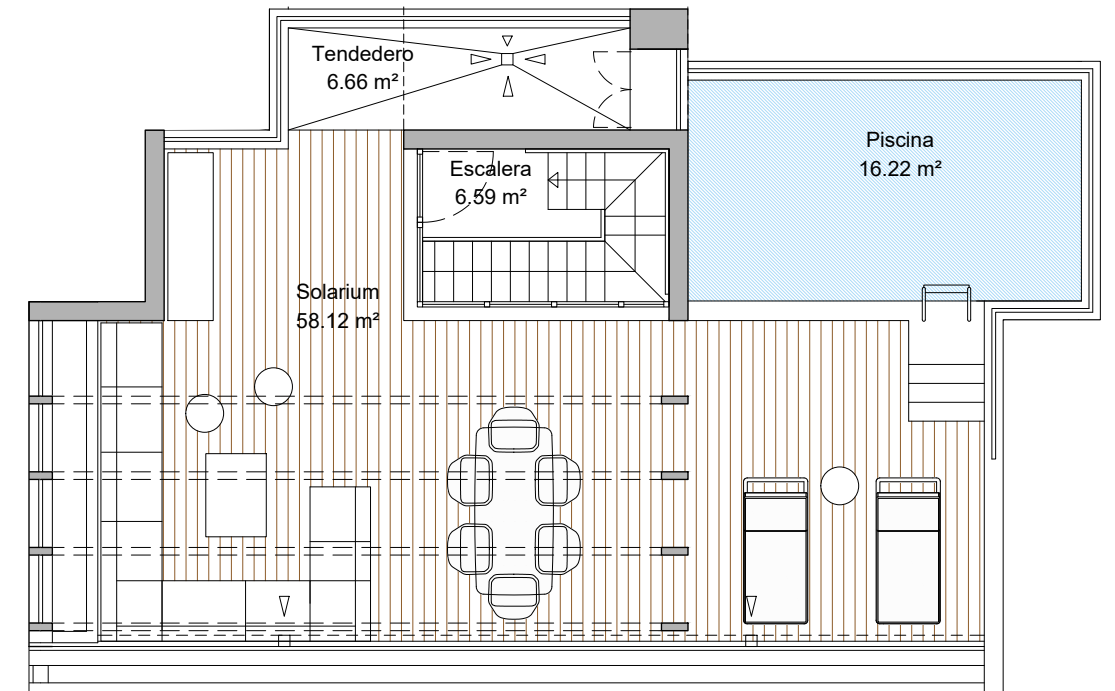 Tendedero
6.66 m²
Piscina
16.22 m²
Escalera
6.59 m²
Solarium
58.12 m²